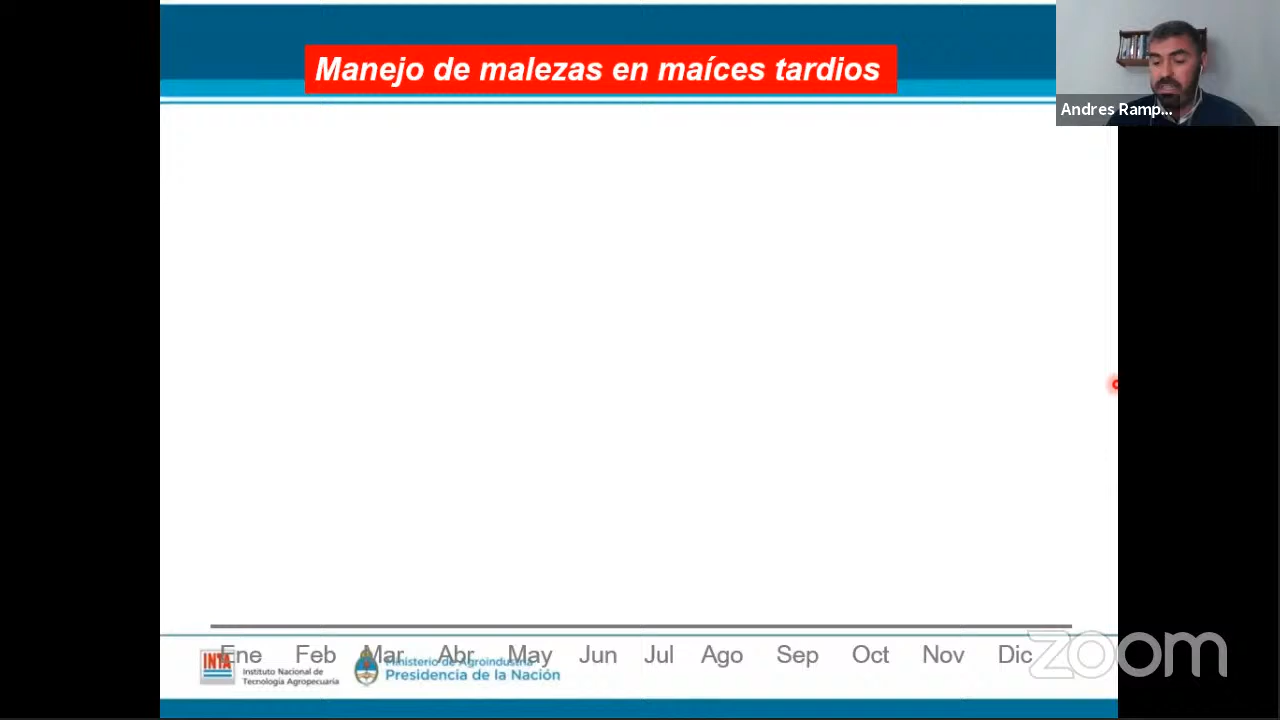 Manejo de malezas en maíces tardios
Andres Ramp...
Ene Feb Mar Abr May Jun Jul Ago Sep Oct Nov Dic
INTA
Instituto Nacional de
Tecnología Agropecuaria
Ministerio de Agroindustria
Presidencia de la Nación
zoom